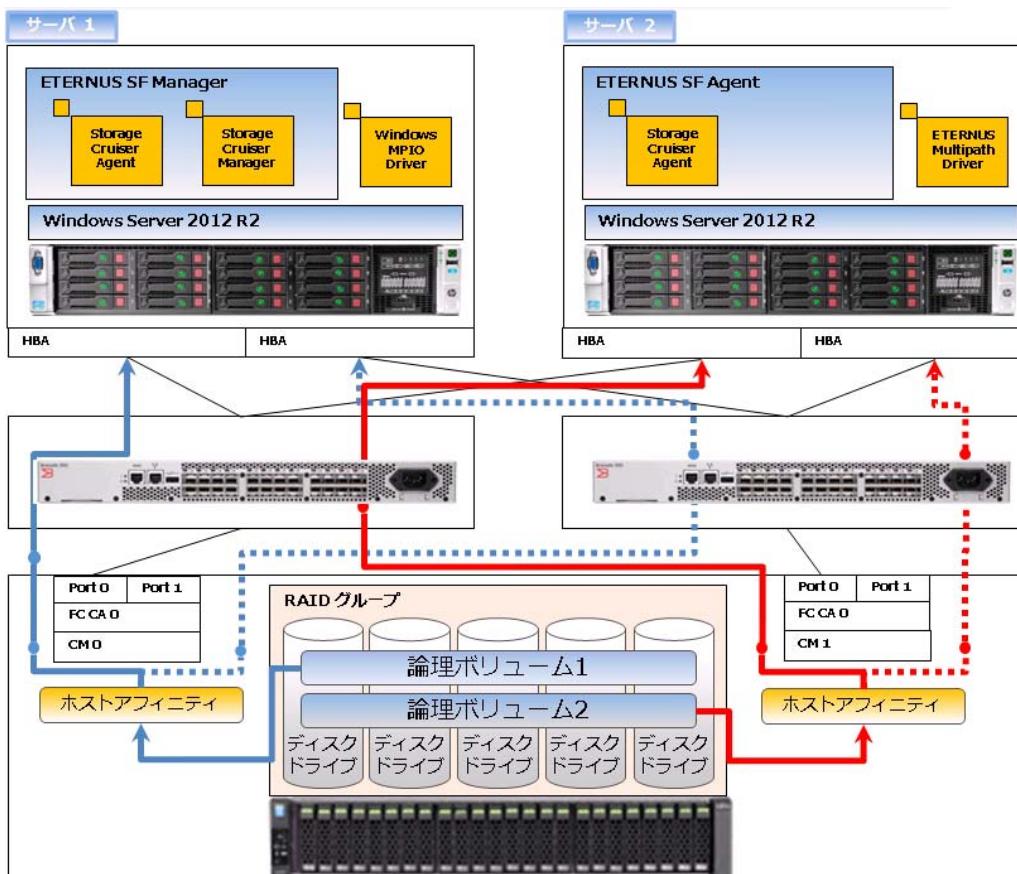 サーバ 1
サーバ 2
ETERNUS SF Manager
Storage
Cruiser
Agent
Storage
Cruiser
Manager
Windows
MPIO
Driver
Windows Server 2012 R2
HBA
HBA
ETERNUS SF Agent
Storage
Cruiser
Agent
ETERNUS
Multipath
Driver
Windows Server 2012 R2
HBA
HBA
Port 0
Port 1
FC CA 0
CM 0
ホストアフィニティ
RAID グループ
論理ボリューム1
論理ボリューム2
ディスク
ドライブ
ディスク
ドライブ
ディスク
ドライブ
ディスク
ドライブ
ディスク
ドライブ
Port 0
Port 1
FC CA 0
CM 1
ホストアフィニティ